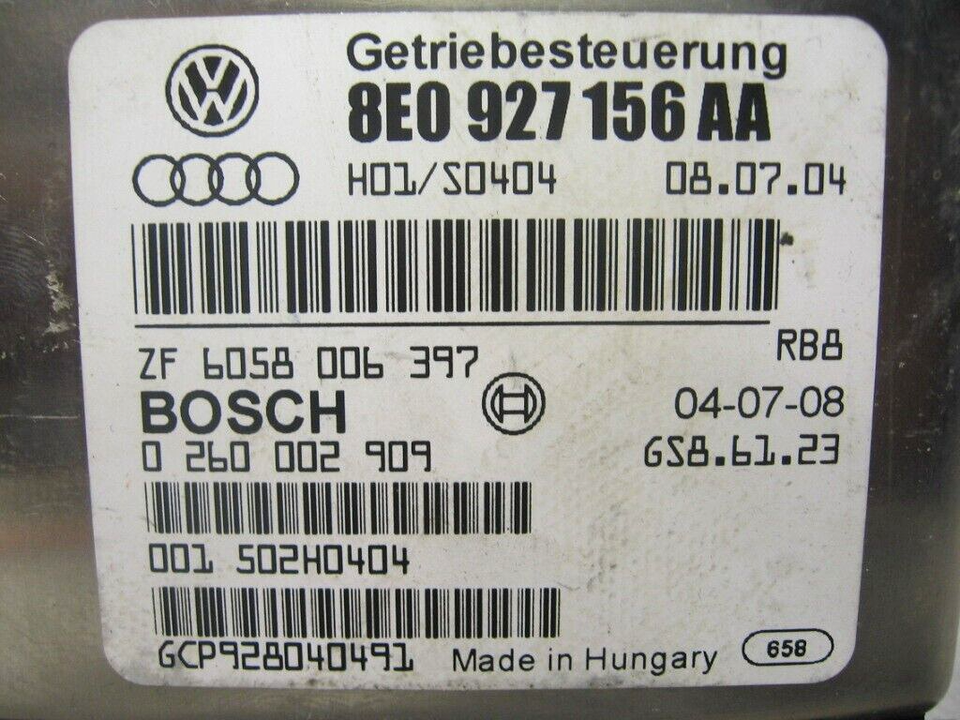 Getriebesteuerung
8E0 927 156 AA
H01/S0404 08.07.04
ZF 6058 006 397 RB8
BOSCH 04-07-08
0 260 002 909 GS8.61.23
001 S02H0404
GCP928040491 Made in Hungary 658